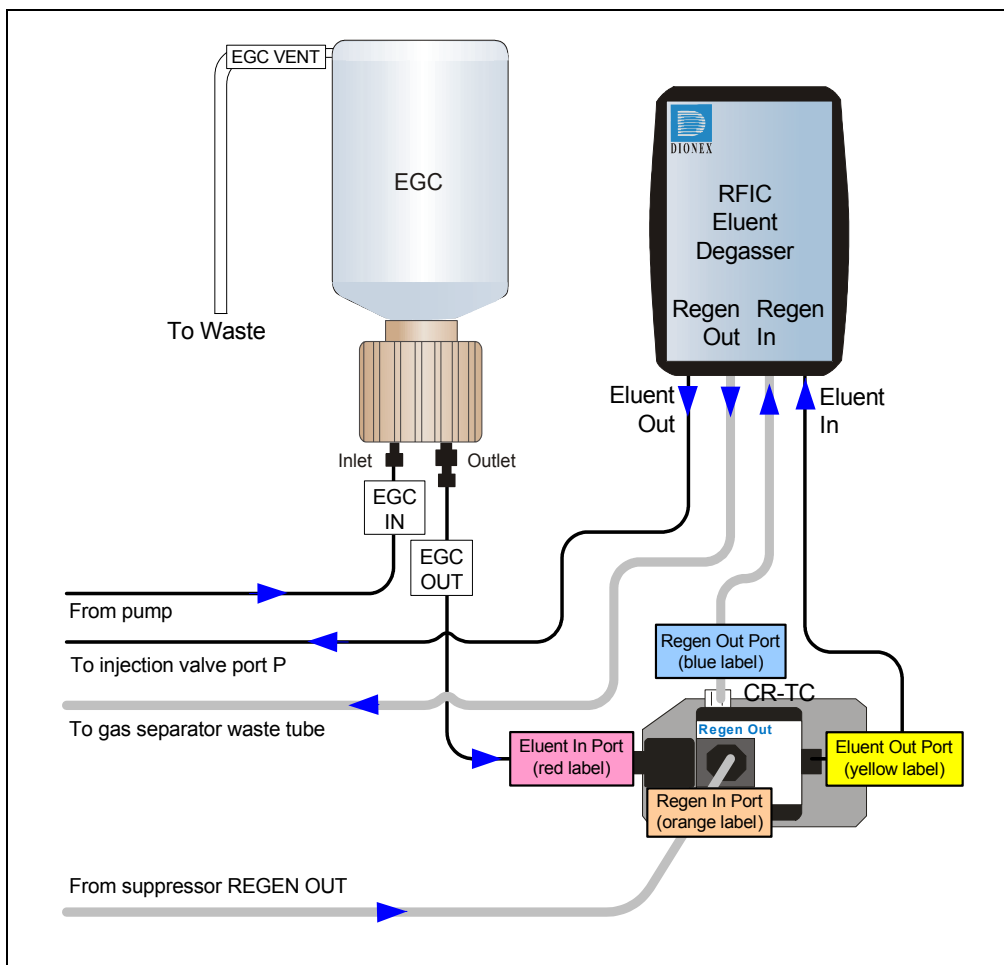 EGC VENT
EGC
To Waste
DIONEX
RFIC
Eluent
Degasser
Regen
Out
Regen
In
Eluent
Out
Eluent
In
Inlet
Outlet
EGC
IN
EGC
OUT
From pump
To injection valve port P
To gas separator waste tube
Regen Out Port
(blue label)
CR-TC
Regen Out
Eluent In Port
(red label)
Eluent Out Port
(yellow label)
Regen In Port
(orange label)
From suppressor REGEN OUT